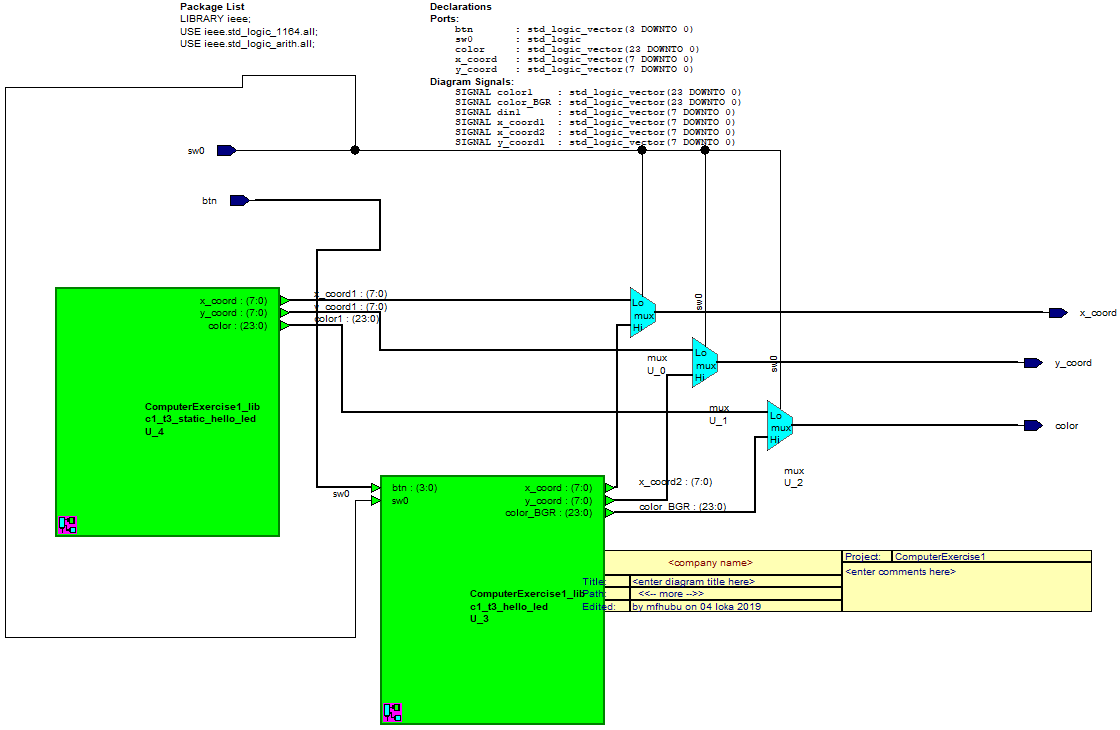 Package List
LIBRARY ieee;
USE ieee.std_logic_1164.all;
USE ieee.std_logic_arith.all;
Declarations
Ports:
btn : std_logic_vector(3 DOWNTO 0)
sw0 : std_logic
color : std_logic_vector(23 DOWNTO 0)
x_coord : std_logic_vector(7 DOWNTO 0)
y_coord : std_logic_vector(7 DOWNTO 0)
Diagram Signals:
SIGNAL color1 : std_logic_vector(23 DOWNTO 0)
SIGNAL color_BGR : std_logic_vector(23 DOWNTO 0)
SIGNAL din1 : std_logic_vector(7 DOWNTO 0)
SIGNAL x_coord1 : std_logic_vector(7 DOWNTO 0)
SIGNAL x_coord2 : std_logic_vector(7 DOWNTO 0)
SIGNAL y_coord1 : std_logic_vector(7 DOWNTO 0)
sw0
btn
x_coord : (7:0)
y_coord : (7:0)
color : (23:0)
x_coord1 : (7:0)
y_coord1 : (7:0)
color1 : (23:0)
ComputerExercise1_lib
c1_t3_static_hello_led
U_4
Lo
mux
Hi
mux
U_0
sw0
Lo
mux
Hi
mux
U_1
sw0
Lo
mux
Hi
mux
U_2
x_coord
y_coord
color
sw0
btn : (3:0)
sw0
x_coord : (7:0)
y_coord : (7:0)
color_BGR : (23:0)
x_coord2 : (7:0)
color_BGR : (23:0)
ComputerExercise1_lib
c1_t3_hello_led
U_3
<company name>
Title: <enter diagram title here>
Path: <<-- more -->>
Edited: by mfhubu on 04 loka 2019
Project: ComputerExercise1
<enter comments here>